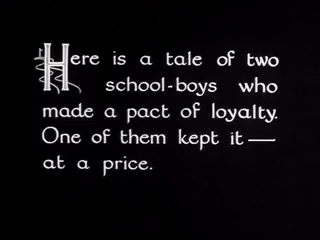 Here is a tale of two
school-boys who
made a pact of loyalty.
One of them kept it —
at a price.